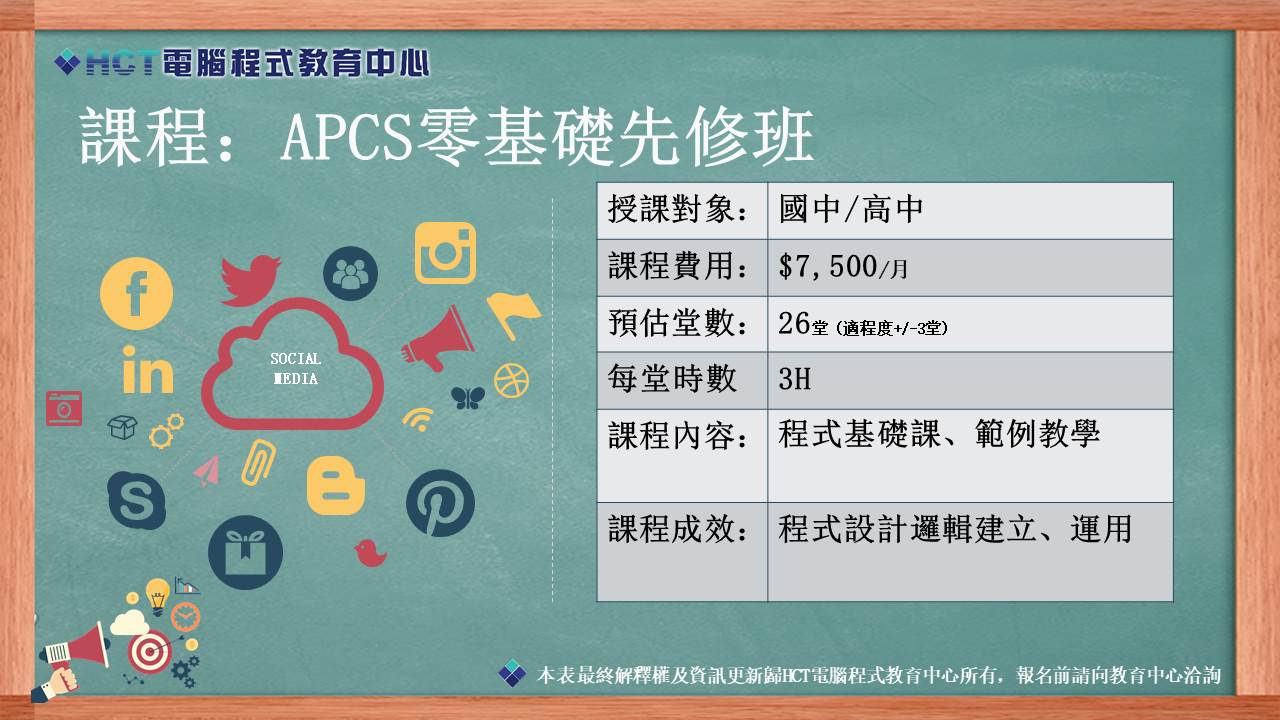 HCT電腦程式教育中心
課程：APCS零基礎先修班
授課對象：國中/高中
課程費用：$7,500/月
預估堂數：26堂（適程度+/-3堂）
每堂時數 3H
課程內容：程式基礎課、範例教學
課程成效：程式設計邏輯建立、運用
SOCIAL
MEDIA
本表最終解釋權及資訊更新歸HCT電腦程式教育中心所有，報名前請向教育中心洽詢